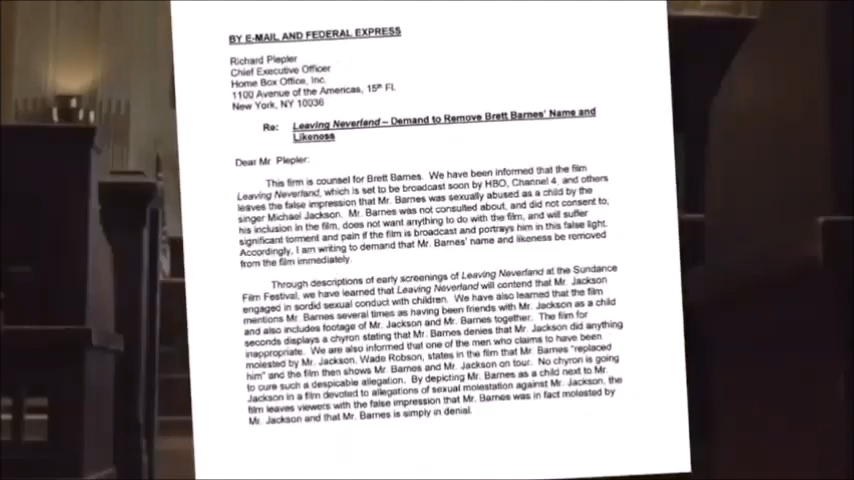 BY E-MAIL AND FEDERAL EXPRESS
Richard Plepler
Chief Executive Officer
Home Box Office, Inc.
1100 Avenue of the Americas, 15th Fl.
New York, NY 10036
Re: Leaving Neverland – Demand to Remove Brett Barnes' Name and
Likeness
Dear Mr Plepler:
This firm is counsel for Brett Barnes. We have been informed that the film
Leaving Neverland, which is set to be broadcast soon by HBO, Channel 4, and others
leaves the false impression that Mr. Barnes was sexually abused as a child by the
singer Michael Jackson. Mr. Barnes was not consulted about, and did not consent to,
his inclusion in the film, does not want anything to do with the film, and will suffer
significant torment and pain if the film is broadcast and portrays him in this false light.
Accordingly, I am writing to demand that Mr. Barnes' name and likeness be removed
from the film immediately.
Through descriptions of early screenings of Leaving Neverland at the Sundance
Film Festival, we have learned that Leaving Neverland will contend that Mr. Jackson
engaged in sordid sexual conduct with children. We have also learned that the film
mentions Mr. Barnes several times as having been friends with Mr. Jackson as a child
and also includes footage of Mr. Jackson and Mr. Barnes together. The film for
seconds displays a chyron stating that Mr. Barnes denies that Mr. Jackson did anything
inappropriate. We are also informed that one of the men who claims to have been
molested by Mr. Jackson, Wade Robson, states in the film that Mr. Barnes "replaced
him" and the film then shows Mr. Barnes and Mr. Jackson on tour. No chyron is going
to cure such a despicable allegation. By depicting Mr. Barnes as a child next to Mr.
Jackson in a film devoted to allegations of sexual molestation against Mr. Jackson, the
film leaves viewers with the false impression that Mr. Barnes was in fact molested by
Mr. Jackson and that Mr. Barnes is simply in denial.